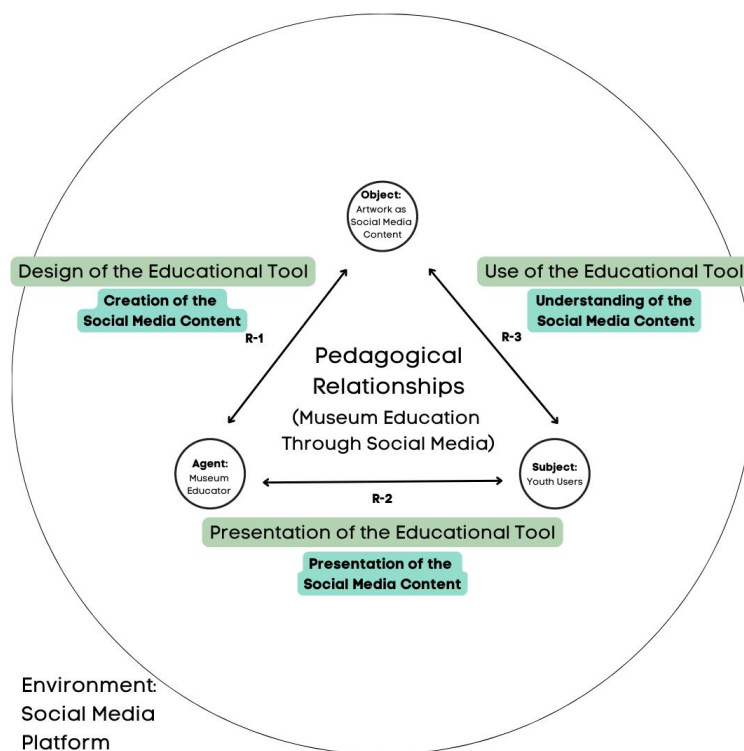 Object:
Artwork as
Social Media
Content
Design of the Educational Tool
Creation of the
Social Media Content
R-1
Use of the Educational Tool
Understanding of the
Social Media Content
R-3
Pedagogical
Relationships
(Museum Education
Through Social Media)
Agent:
Museum
Educator
Subject:
Youth Users
R-2
Presentation of the Educational Tool
Presentation of the
Social Media Content
Environment:
Social Media
Platform